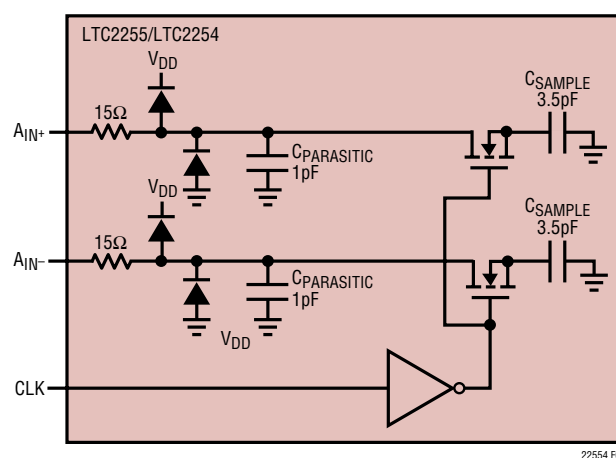 LTC2255/LTC2254
VDD
CSAMPLE
3.5pF
15Ω
AIN+
CPARASITIC
1pF
VDD
CSAMPLE
3.5pF
15Ω
AIN–
CPARASITIC
1pF
VDD
CLK